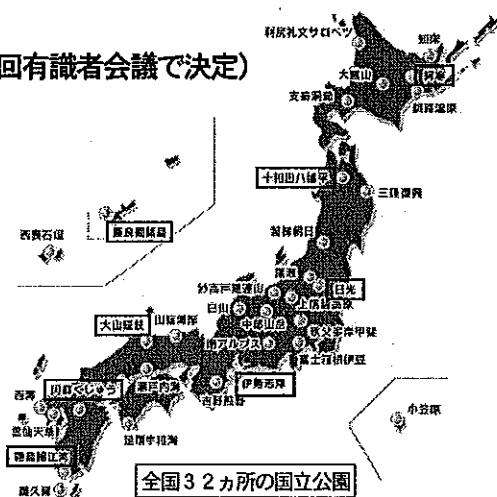 回有識者会議で決定)
利尻礼文サロベツ
知床
大雪山
阿寒
支笏洞爺
釧路湿原
十和田八幡平
三陸復興
磐梯朝日
慶良間諸島
西表石垣
尾瀬
日光
妙高戸隠連山
上信越高原
白山
中部山岳
秩父多摩甲斐
大山隠岐
山陰海岸
南アルプス
富士箱根伊豆
伊勢志摩
吉野熊野
瀬戸内海
阿蘇くじゅう
西海
雲仙天草
足摺宇和海
霧島錦江湾
屋久島
小笠原
全国32ヵ所の国立公園